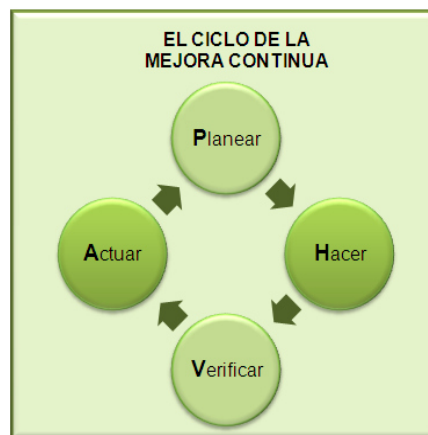 EL CICLO DE LA
MEJORA CONTINUA
Planear
Actuar
Hacer
Verificar